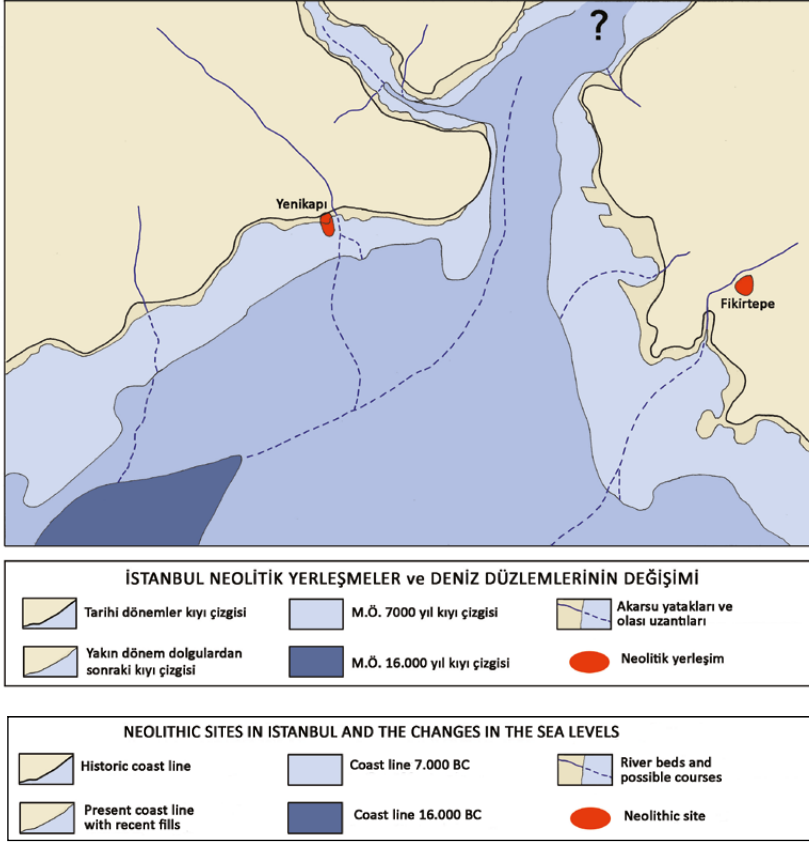 ?
Yenikapı
Fikirtepe
İSTANBUL NEOLİTİK YERLEŞMELER ve DENİZ DÜZLEMLERİNİN DEĞİŞİMİ
Tarihi dönemler kıyı çizgisi
M.Ö. 7000 yıl kıyı çizgisi
Akarsu yatakları ve
olası uzantıları
Yakın dönem dolgulardan
sonraki kıyı çizgisi
M.Ö. 16.000 yıl kıyı çizgisi
Neolitik yerleşim
NEOLITHIC SITES IN ISTANBUL AND THE CHANGES IN THE SEA LEVELS
Historic coast line
Coast line 7.000 BC
River beds and
possible courses
Present coast line
with recent fills
Coast line 16.000 BC
Neolithic site